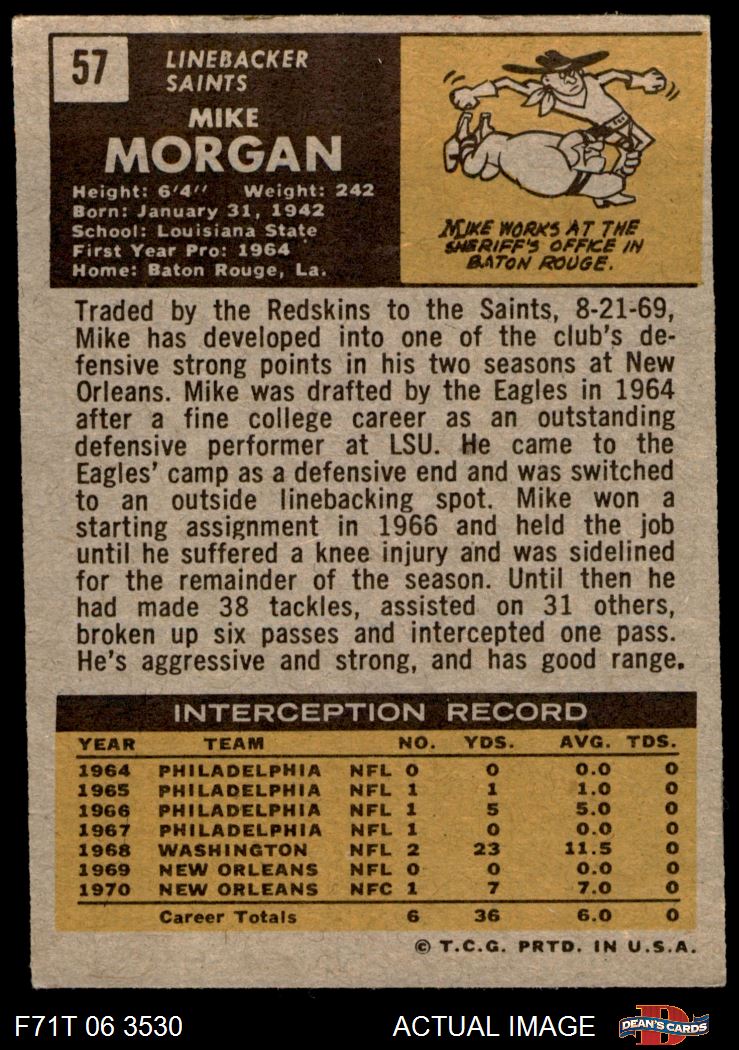 57
LINEBACKER
SAINTS
MIKE
MORGAN
Height: 6'4'' Weight: 242
Born: January 31, 1942
School: Louisiana State
First Year Pro: 1964
Home: Baton Rouge, La.
MIKE WORKS AT THE
SHERIFF'S OFFICE IN
BATON ROUGE.
Traded by the Redskins to the Saints, 8-21-69,
Mike has developed into one of the club's de-
fensive strong points in his two seasons at New
Orleans. Mike was drafted by the Eagles in 1964
after a fine college career as an outstanding
defensive performer at LSU. He came to the
Eagles' camp as a defensive end and was switched
to an outside linebacking spot. Mike won a
starting assignment in 1966 and held the job
until he suffered a knee injury and was sidelined
for the remainder of the season. Until then he
had made 38 tackles, assisted on 31 others,
broken up six passes and intercepted one pass.
He's aggressive and strong, and has good range.
INTERCEPTION RECORD
YEAR TEAM NO. YDS. AVG. TDS.
1964 PHILADELPHIA NFL 0 0 0.0 0
1965 PHILADELPHIA NFL 1 1 1.0 0
1966 PHILADELPHIA NFL 1 5 5.0 0
1967 PHILADELPHIA NFL 1 0 0.0 0
1968 WASHINGTON NFL 2 23 11.5 0
1969 NEW ORLEANS NFL 0 0 0.0 0
1970 NEW ORLEANS NFC 1 7 7.0 0
Career Totals 6 36 6.0 0
© T.C.G. PRTD. IN U.S.A.
F71T 06 3530 ACTUAL IMAGE
D
DEAN'S CARDS